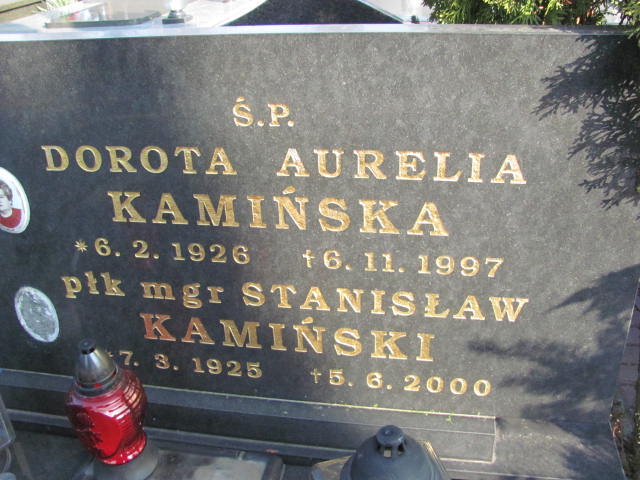 Ś.P.
DOROTA AURELIA
KAMIŃSKA
*6.2.1926 †6.11.1997
płk mgr STANISŁAW
KAMIŃSKI
*7.3.1925 †5.6.2000